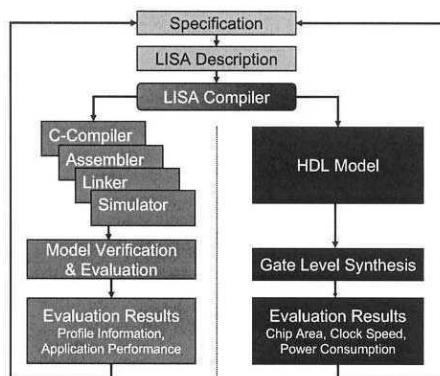 Specification
LISA Description
LISA Compiler
C-Compiler
Assembler
Linker
Simulator
Model Verification
& Evaluation
Evaluation Results
Profile Information,
Application Performance
HDL Model
Gate Level Synthesis
Evaluation Results
Chip Area, Clock Speed,
Power Consumption